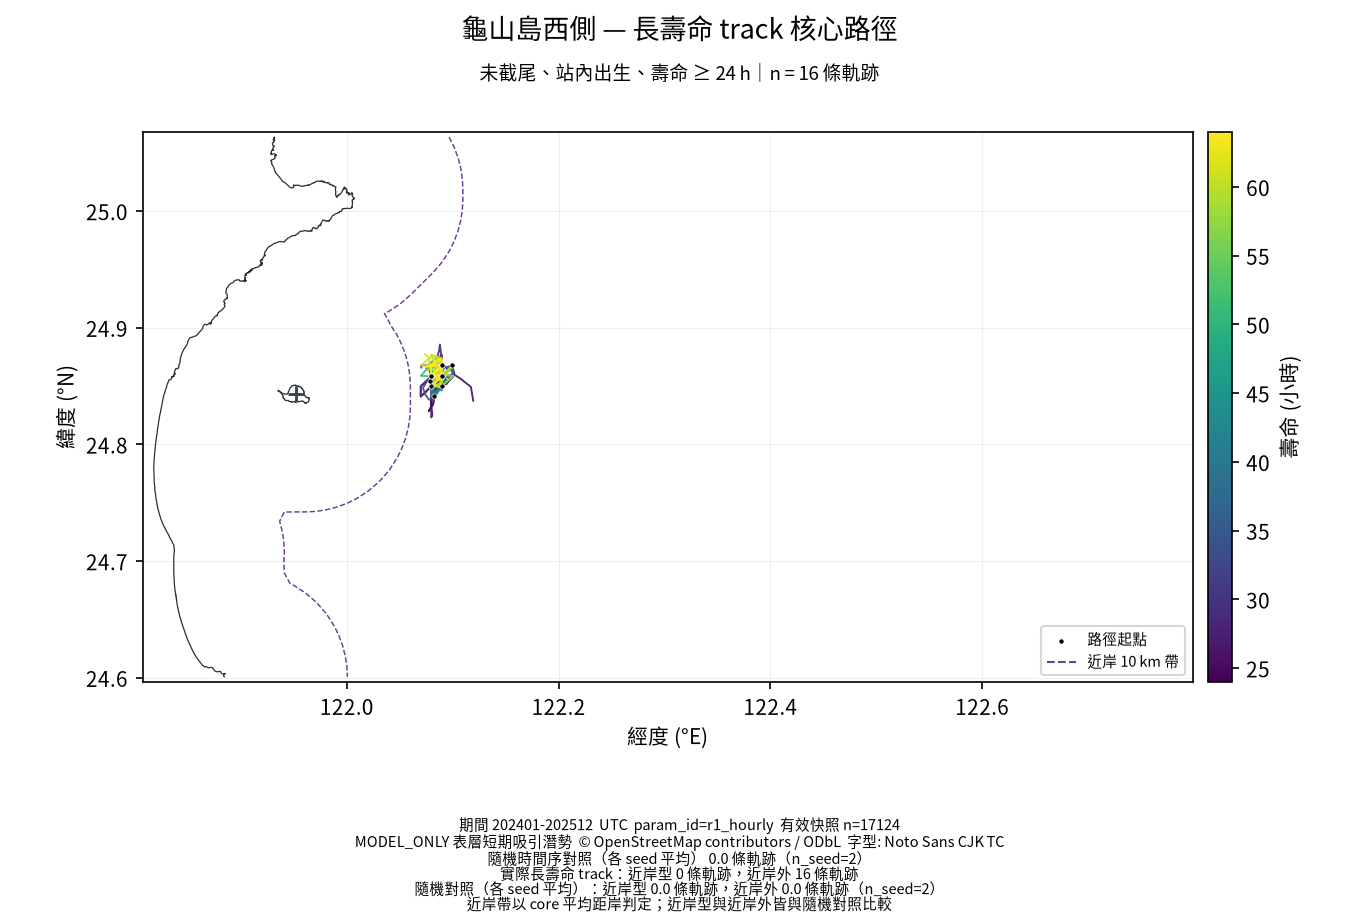 龜山島西側 — 長壽命 track 核心路徑
未截尾、站內出生、壽命 ≥ 24 h｜n = 16 條軌跡
25.0
24.9
24.8
24.7
24.6
緯度 (°N)
122.0
122.2
122.4
122.6
經度 (°E)
路徑起點
近岸 10 km 帶
60
55
50
45
40
35
30
25
壽命 (小時)
期間 202401-202512 UTC param_id=r1_hourly 有效快照 n=17124
MODEL_ONLY 表層短期吸引潛勢 © OpenStreetMap contributors / ODbL 字型: Noto Sans CJK TC
隨機時間序對照（各 seed 平均） 0.0 條軌跡（n_seed=2）
實際長壽命 track：近岸型 0 條軌跡，近岸外 16 條軌跡
隨機對照（各 seed 平均）：近岸型 0.0 條軌跡，近岸外 0.0 條軌跡（n_seed=2）
近岸帶以 core 平均距岸判定；近岸型與近岸外皆與隨機對照比較